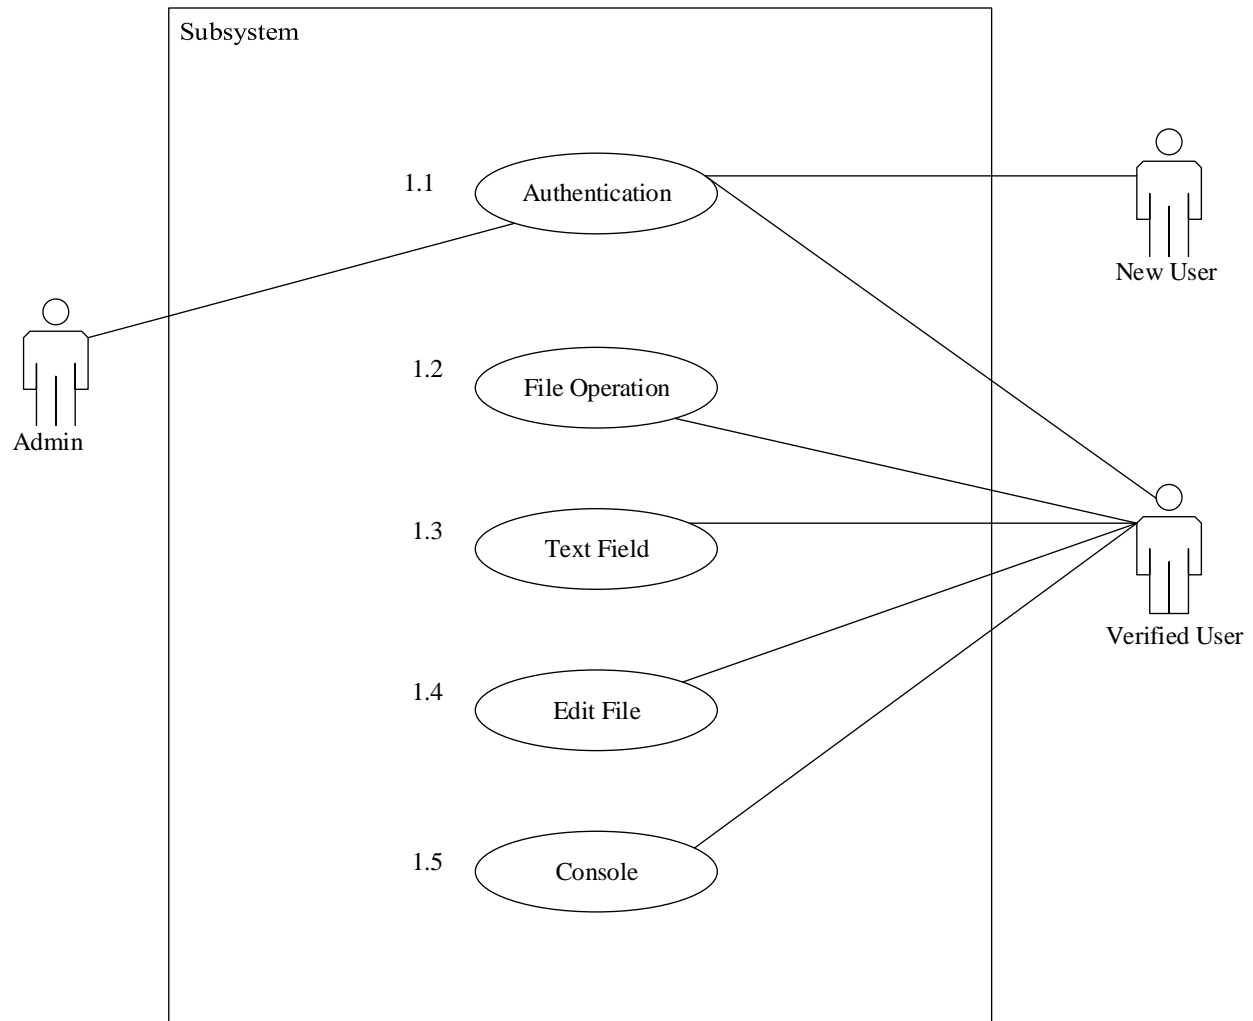 Subsystem
1.1
Authentication
New User
1.2
File Operation
Admin
1.3
Text Field
Verified User
1.4
Edit File
1.5
Console